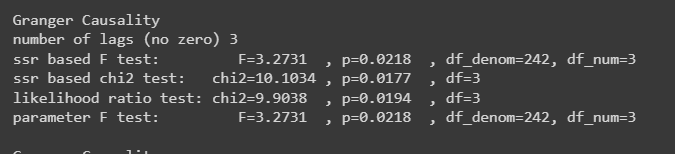 Granger Causality
number of lags (no zero) 3
ssr based F test:         F=3.2731  , p=0.0218  , df_denom=242, df_num=3
ssr based chi2 test:   chi2=10.1034 , p=0.0177  , df=3
likelihood ratio test: chi2=9.9038  , p=0.0194  , df=3
parameter F test:         F=3.2731  , p=0.0218  , df_denom=242, df_num=3